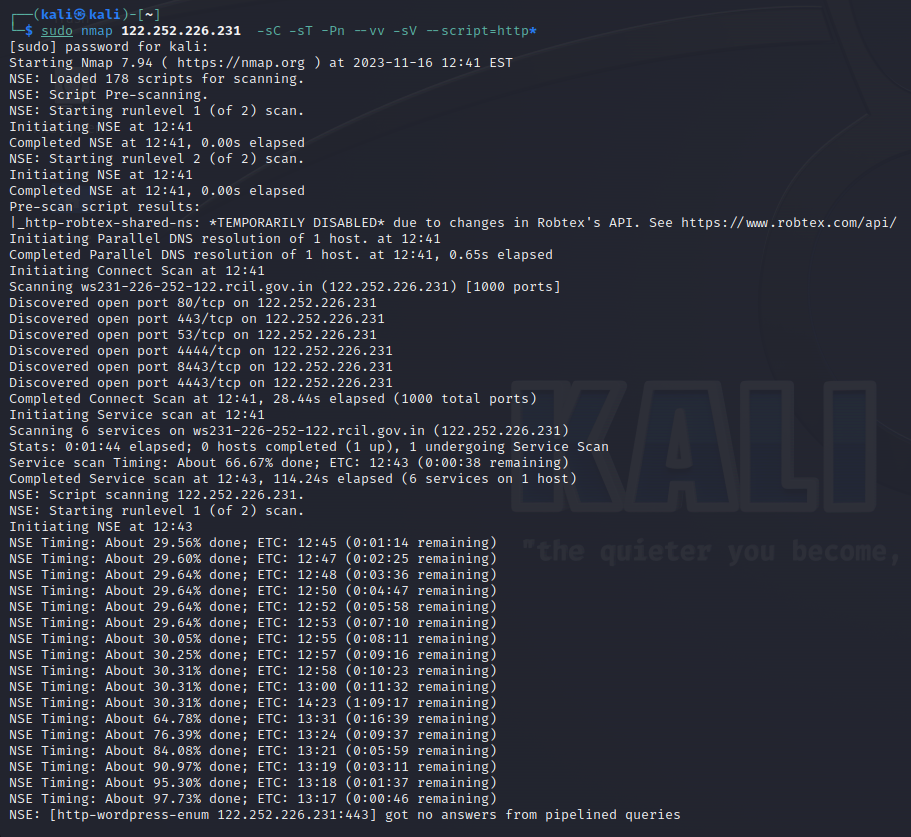 ┌──(kali㉿kali)-[~]
└─$ sudo nmap 122.252.226.231  -sC -sT -Pn --vv -sV --script=http*
[sudo] password for kali:
Starting Nmap 7.94 ( https://nmap.org ) at 2023-11-16 12:41 EST
NSE: Loaded 178 scripts for scanning.
NSE: Script Pre-scanning.
NSE: Starting runlevel 1 (of 2) scan.
Initiating NSE at 12:41
Completed NSE at 12:41, 0.00s elapsed
NSE: Starting runlevel 2 (of 2) scan.
Initiating NSE at 12:41
Completed NSE at 12:41, 0.00s elapsed
Pre-scan script results:
|_http-robtex-shared-ns: *TEMPORARILY DISABLED* due to changes in Robtex's API. See https://www.robtex.com/api/
Initiating Parallel DNS resolution of 1 host. at 12:41
Completed Parallel DNS resolution of 1 host. at 12:41, 0.65s elapsed
Initiating Connect Scan at 12:41
Scanning ws231-226-252-122.rcil.gov.in (122.252.226.231) [1000 ports]
Discovered open port 80/tcp on 122.252.226.231
Discovered open port 443/tcp on 122.252.226.231
Discovered open port 53/tcp on 122.252.226.231
Discovered open port 4444/tcp on 122.252.226.231
Discovered open port 8443/tcp on 122.252.226.231
Discovered open port 4443/tcp on 122.252.226.231
Completed Connect Scan at 12:41, 28.44s elapsed (1000 total ports)
Initiating Service scan at 12:41
Scanning 6 services on ws231-226-252-122.rcil.gov.in (122.252.226.231)
Stats: 0:01:44 elapsed; 0 hosts completed (1 up), 1 undergoing Service Scan
Service scan Timing: About 66.67% done; ETC: 12:43 (0:00:38 remaining)
Completed Service scan at 12:43, 114.24s elapsed (6 services on 1 host)
NSE: Script scanning 122.252.226.231.
NSE: Starting runlevel 1 (of 2) scan.
Initiating NSE at 12:43
NSE Timing: About 29.56% done; ETC: 12:45 (0:01:14 remaining)
NSE Timing: About 29.60% done; ETC: 12:47 (0:02:25 remaining)
NSE Timing: About 29.64% done; ETC: 12:48 (0:03:36 remaining)
NSE Timing: About 29.64% done; ETC: 12:50 (0:04:47 remaining)
NSE Timing: About 29.64% done; ETC: 12:52 (0:05:58 remaining)
NSE Timing: About 29.64% done; ETC: 12:53 (0:07:10 remaining)
NSE Timing: About 30.05% done; ETC: 12:55 (0:08:11 remaining)
NSE Timing: About 30.25% done; ETC: 12:57 (0:09:16 remaining)
NSE Timing: About 30.31% done; ETC: 12:58 (0:10:23 remaining)
NSE Timing: About 30.31% done; ETC: 13:00 (0:11:32 remaining)
NSE Timing: About 30.31% done; ETC: 14:23 (1:09:17 remaining)
NSE Timing: About 64.78% done; ETC: 13:31 (0:16:39 remaining)
NSE Timing: About 76.39% done; ETC: 13:24 (0:09:37 remaining)
NSE Timing: About 84.08% done; ETC: 13:21 (0:05:59 remaining)
NSE Timing: About 90.97% done; ETC: 13:19 (0:03:11 remaining)
NSE Timing: About 95.30% done; ETC: 13:18 (0:01:37 remaining)
NSE Timing: About 97.73% done; ETC: 13:17 (0:00:46 remaining)
NSE: [http-wordpress-enum 122.252.226.231:443] got no answers from pipelined queries
KALI
"the quieter you become,